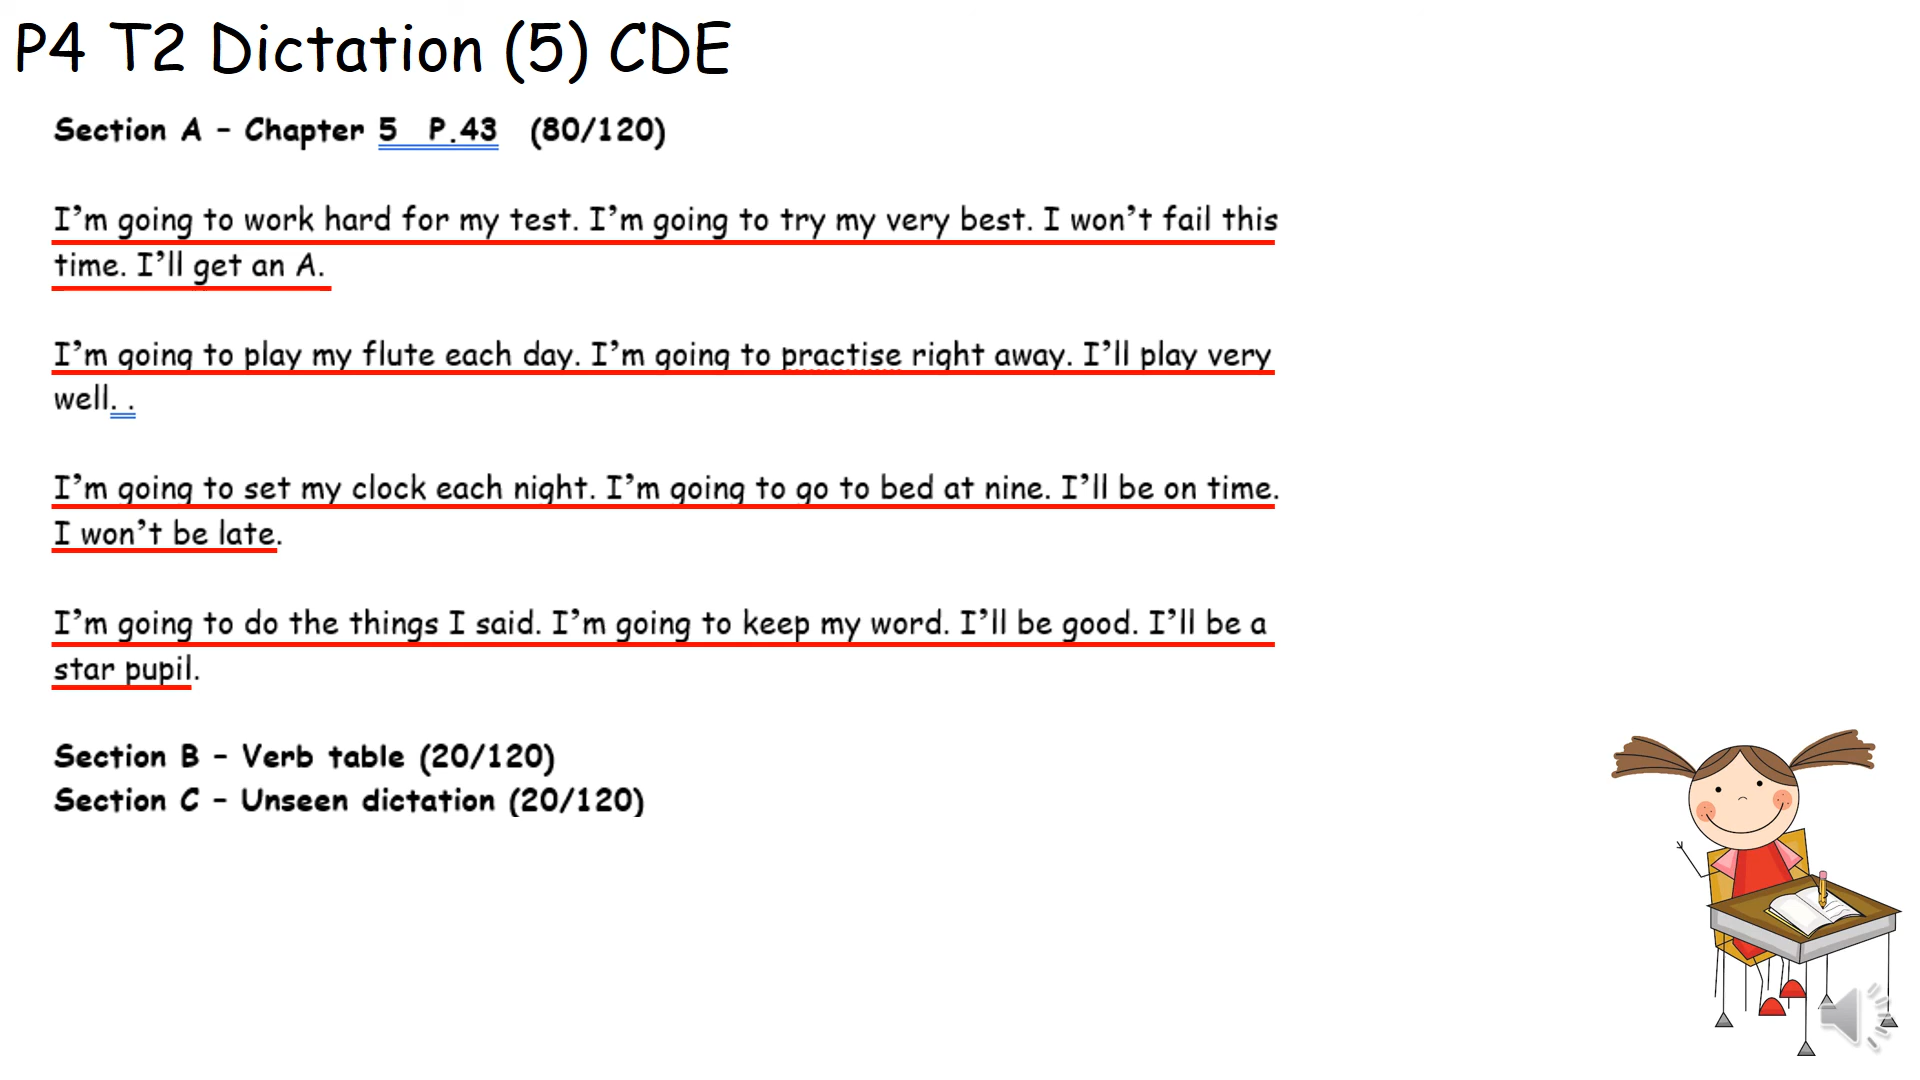 P4 T2 Dictation (5) CDE
Section A – Chapter 5 P.43 (80/120)
I’m going to work hard for my test. I’m going to try my very best. I won’t fail this
time. I’ll get an A.
I’m going to play my flute each day. I’m going to practise right away. I’ll play very
well. .
I’m going to set my clock each night. I’m going to go to bed at nine. I’ll be on time.
I won’t be late.
I’m going to do the things I said. I’m going to keep my word. I’ll be good. I’ll be a
star pupil.
Section B – Verb table (20/120)
Section C – Unseen dictation (20/120)